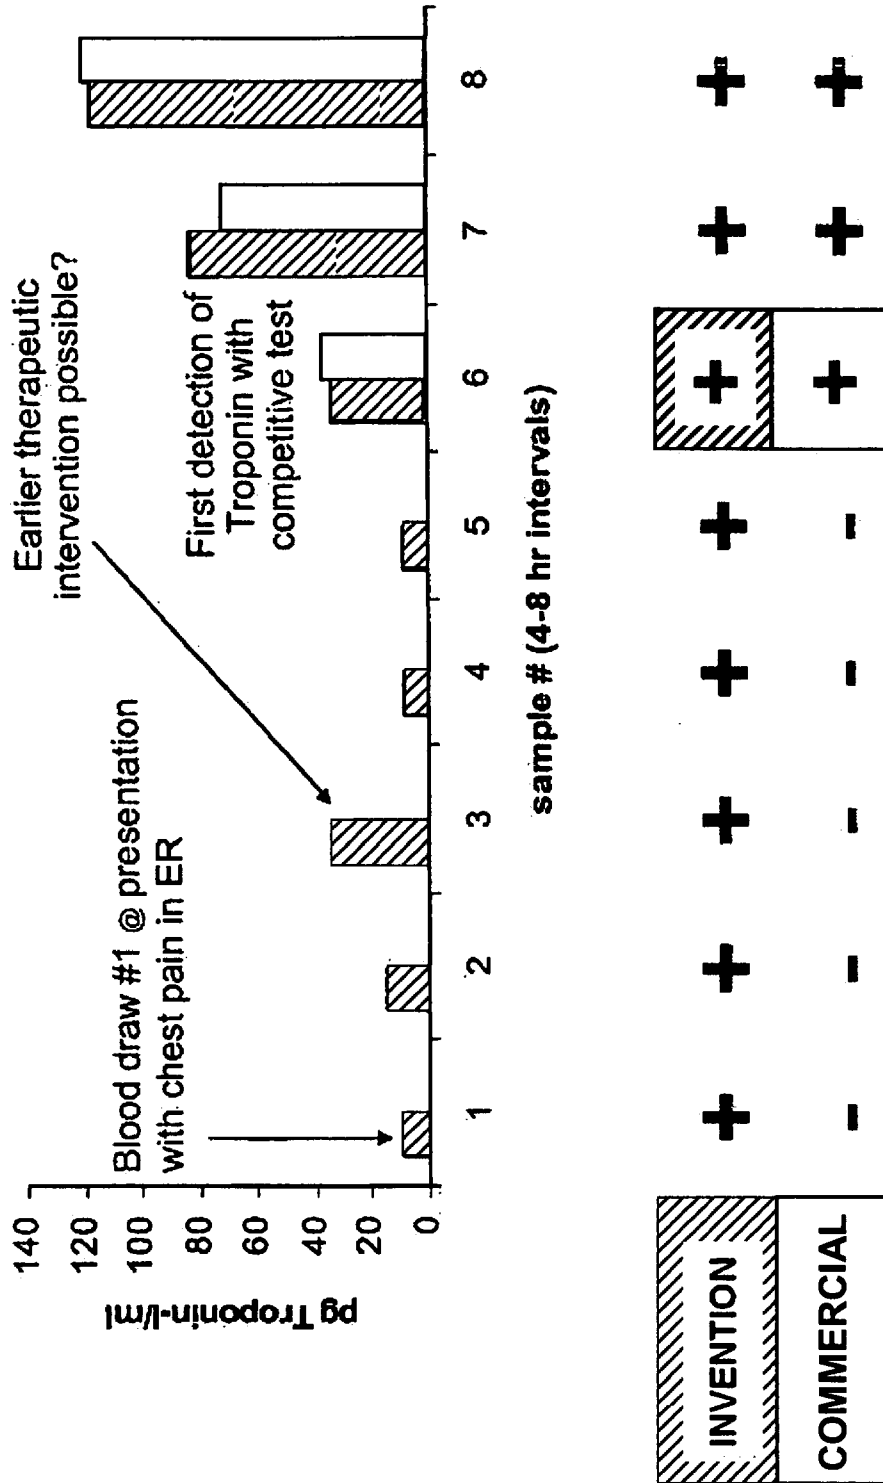 Earlier therapeutic
intervention possible?
Blood draw #1 @ presentation
with chest pain in ER
First detection of
Troponin with
competitive test
pg Troponin-I/ml
140
120
100
80
60
40
20
0
1 2 3 4 5 6 7 8
sample # (4-8 hr intervals)
INVENTION + + + + + + + +
COMMERCIAL - - - - - + + +